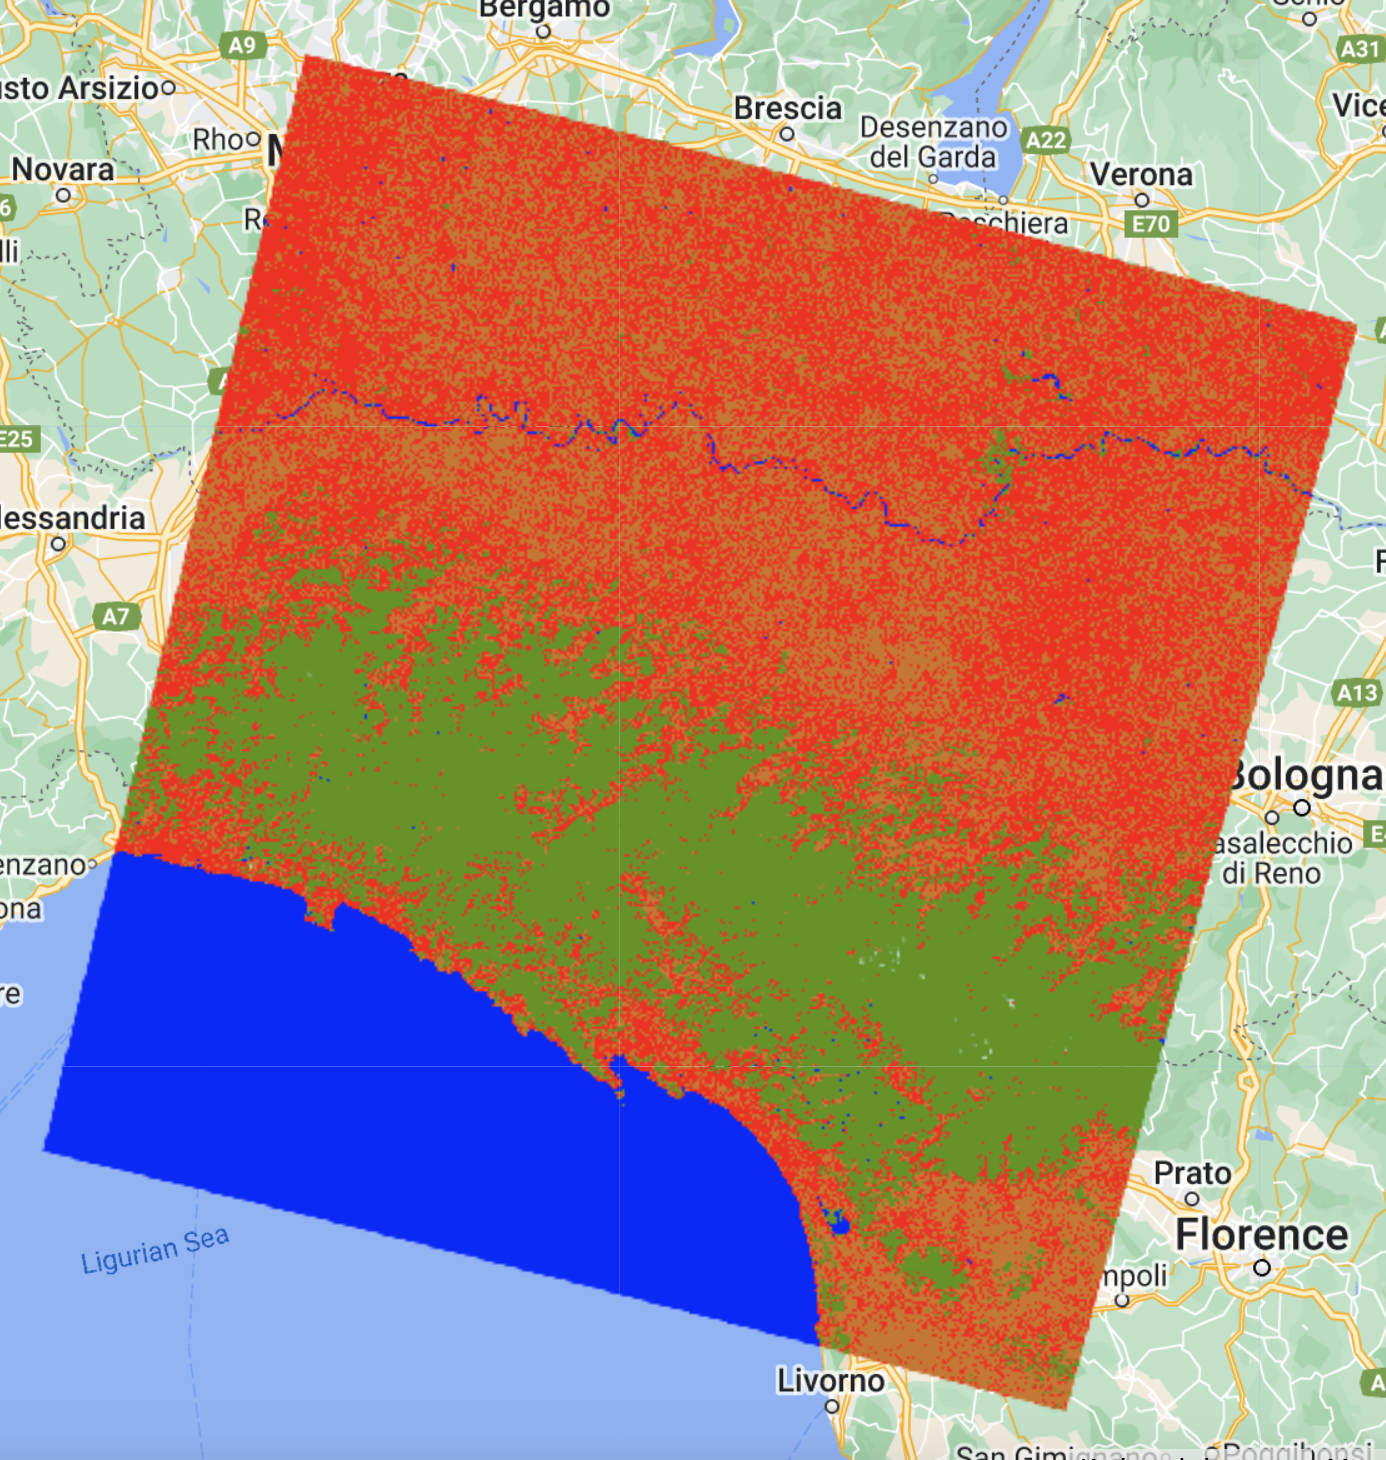 Bergamo
A9
A31
sto Arsizio
Brescia
Vice
Rho
Desenzano
del Garda
A22
Novara
Verona
6
Peschiera
E70
lli
E25
lessandria
A7
A13
Bologna
E
enzano
asalecchio
di Reno
ona
re
Prato
Florence
Ligurian Sea
mpoli
Livorno
A
San Gimignano
Poggibonsi